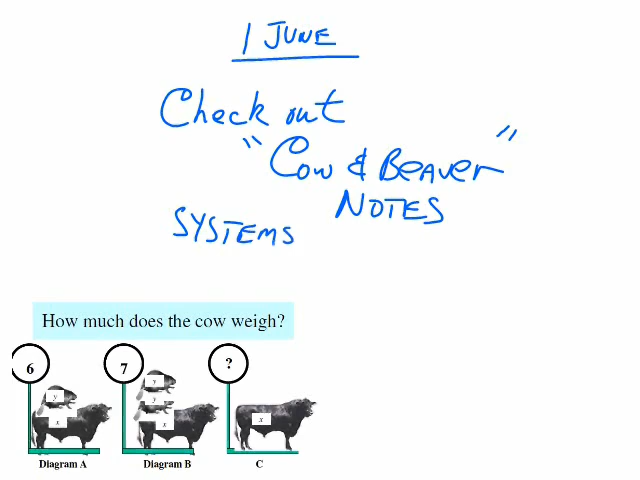 1 JUNE
Check out
"Cow & BeAver"
NOTES
SYSTEMS
How much does the cow weigh?
6 7 ?
y y
x y
x x
Diagram A Diagram B C